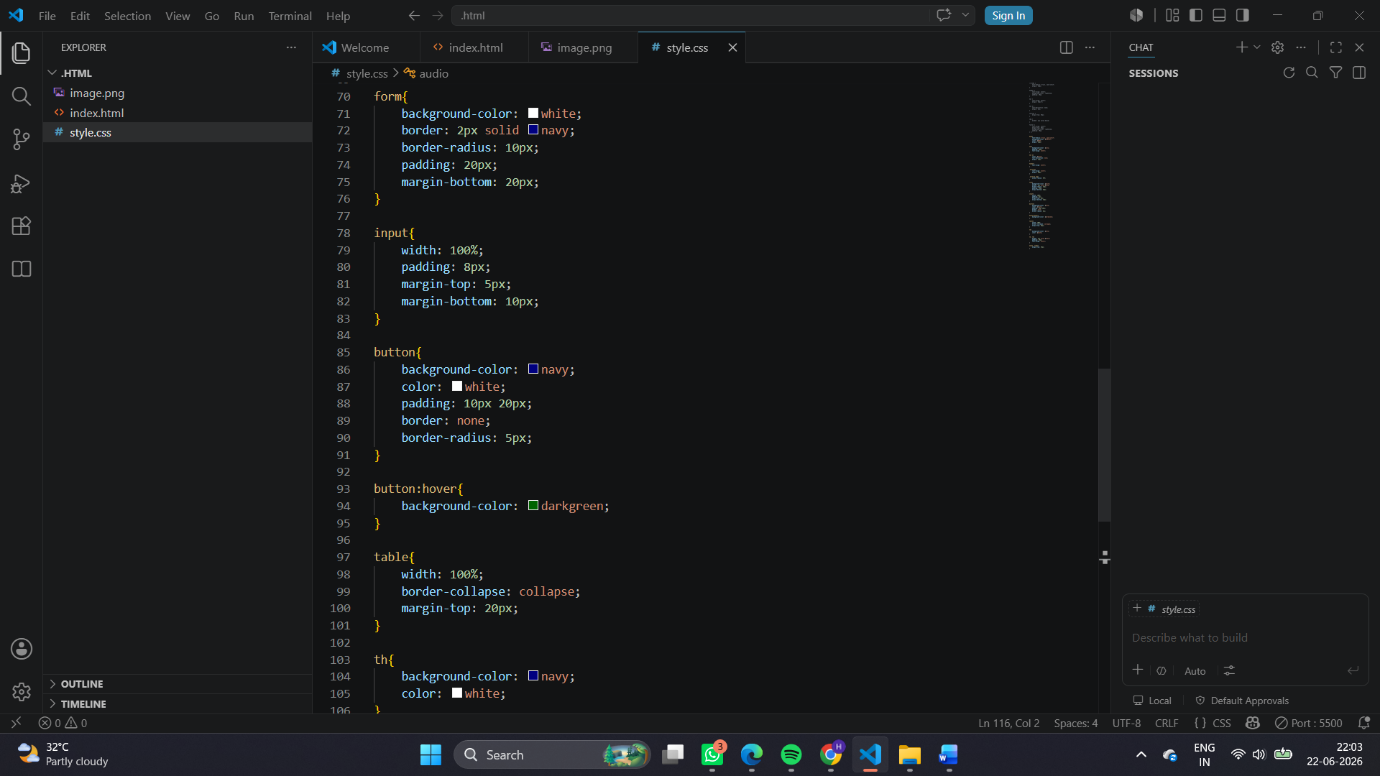 File Edit Selection View Go Run Terminal Help
.html
Sign In
EXPLORER
.HTML
image.png
index.html
style.css
OUTLINE
TIMELINE
Welcome
index.html
image.png
style.css
style.css > audio
70 form{
71 background-color: white;
72 border: 2px solid navy;
73 border-radius: 10px;
74 padding: 20px;
75 margin-bottom: 20px;
76 }
77
78 input{
79 width: 100%;
80 padding: 8px;
81 margin-top: 5px;
82 margin-bottom: 10px;
83 }
84
85 button{
86 background-color: navy;
87 color: white;
88 padding: 10px 20px;
89 border: none;
90 border-radius: 5px;
91 }
92
93 button:hover{
94 background-color: darkgreen;
95 }
96
97 table{
98 width: 100%;
99 border-collapse: collapse;
100 margin-top: 20px;
101 }
102
103 th{
104 background-color: navy;
105 color: white;
106 }
CHAT
SESSIONS
style.css
Describe what to build
Auto
Local
Default Approvals
0 0
Ln 116, Col 2
Spaces: 4
UTF-8
CRLF
{ } CSS
Port : 5500
32°C
Partly cloudy
Search
3
H
ENG
IN
22:03
22-06-2026